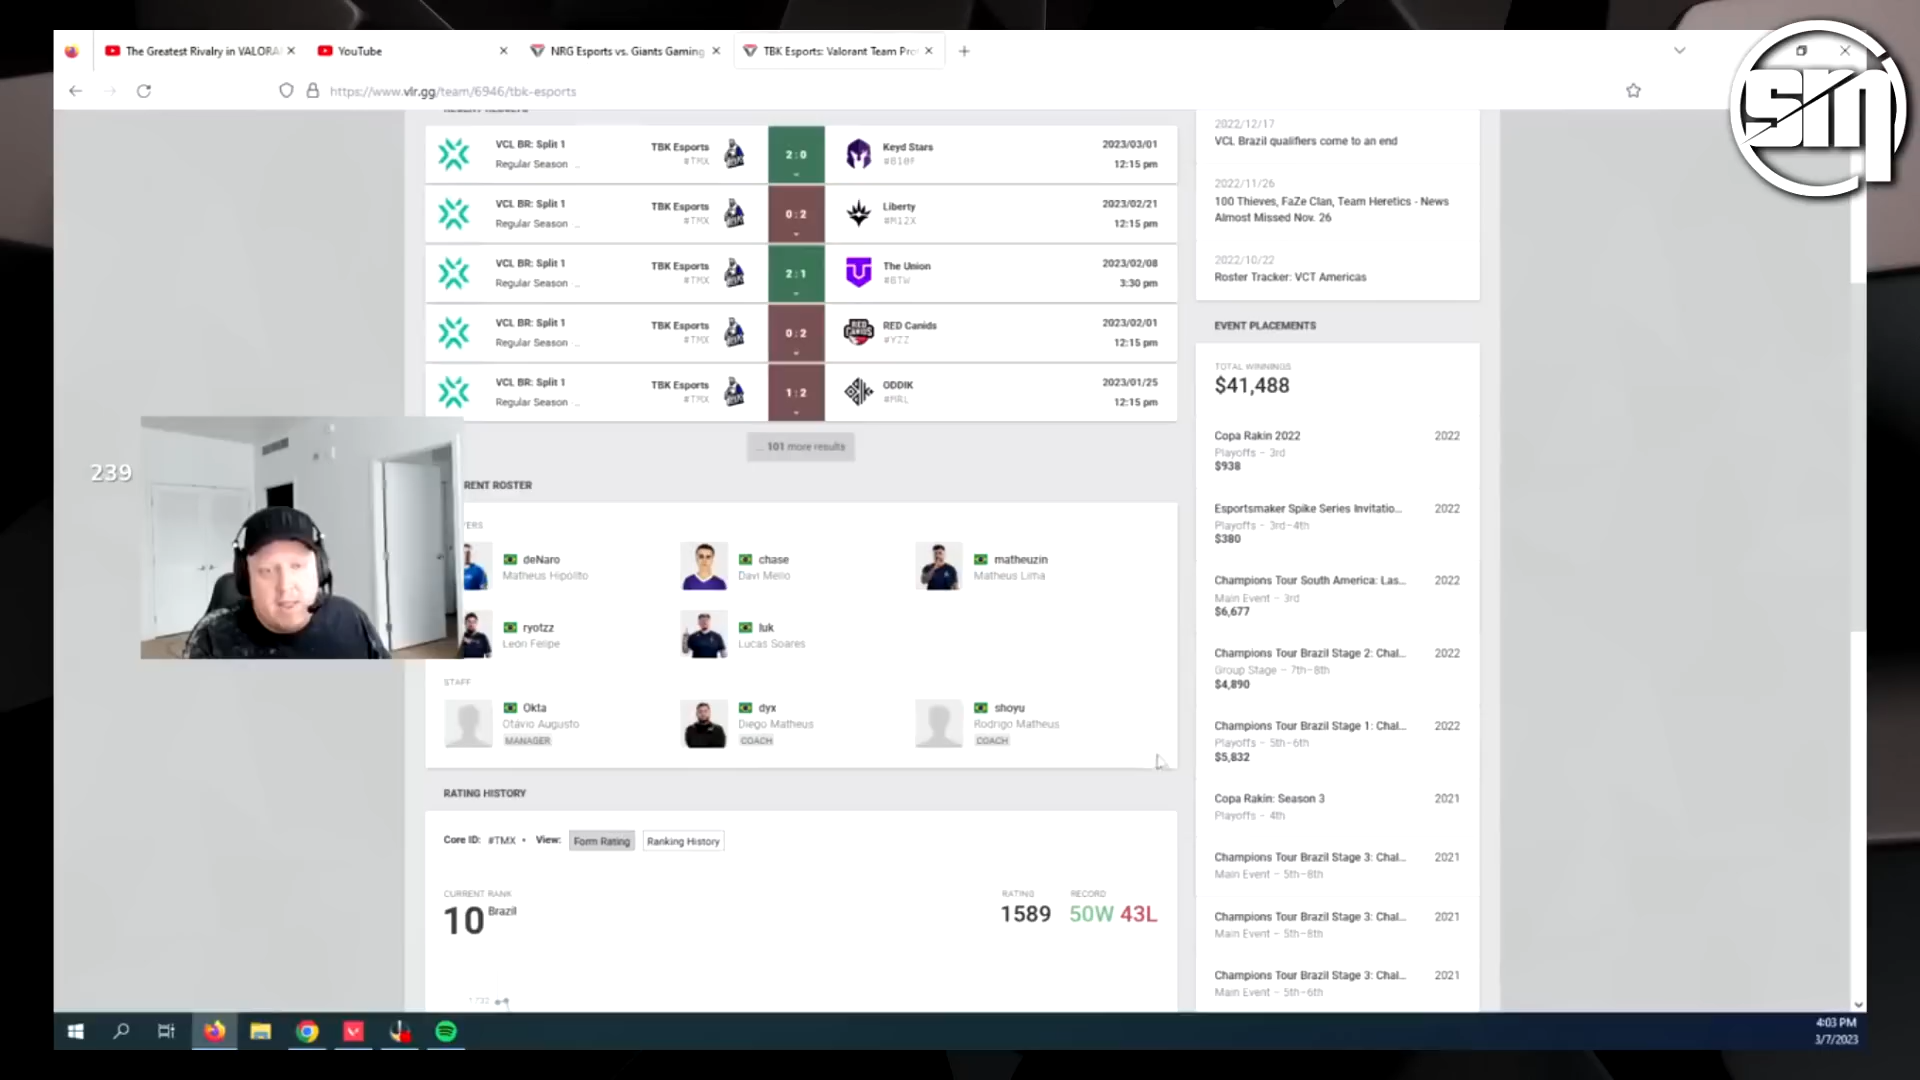 The Greatest Rivalry in VALORA
YouTube
NRG Esports vs. Giants Gaming
TBK Esports: Valorant Team Pro
https://www.vlr.gg/team/6946/tbk-esports
VCL BR: Split 1
Regular Season ...
TBK Esports
#TMX
2:0
Keyd Stars
2023/03/01
12:15 pm
VCL BR: Split 1
Regular Season ...
TBK Esports
#TMX
0:2
Liberty
#M12X
2023/02/21
12:15 pm
VCL BR: Split 1
Regular Season ...
TBK Esports
#TMX
2:1
The Union
2023/02/08
3:30 pm
VCL BR: Split 1
Regular Season ...
TBK Esports
#TMX
0:2
RED Canids
#YZZ
2023/02/01
12:15 pm
VCL BR: Split 1
Regular Season ...
TBK Esports
#TMX
1:2
ODDIK
#MRL
2023/01/25
12:15 pm
... 101 more results
239
RENT ROSTER
YERS
deNaro
Matheus Hipólito
chase
Davi Mello
matheuzin
Matheus Lima
ryotzz
Leon Felipe
luk
Lucas Soares
STAFF
Okta
Otávio Augusto
MANAGER
dyx
Diego Matheus
COACH
shoyu
Rodrigo Matheus
COACH
RATING HISTORY
Core ID: #TMX • View: Form Rating Ranking History
CURRENT RANK
10 Brazil
RATING
1589
RECORD
50W 43L
1 732
2022/12/17
VCL Brazil qualifiers come to an end
2022/11/26
100 Thieves, FaZe Clan, Team Heretics - News
Almost Missed Nov. 26
2022/10/22
Roster Tracker: VCT Americas
EVENT PLACEMENTS
TOTAL WINNINGS
$41,488
Copa Rakin 2022 2022
Playoffs – 3rd
$938
Esportsmaker Spike Series Invitatio... 2022
Playoffs – 3rd–4th
$380
Champions Tour South America: Las... 2022
Main Event – 3rd
$6,677
Champions Tour Brazil Stage 2: Chal... 2022
Group Stage – 7th–8th
$4,890
Champions Tour Brazil Stage 1: Chal... 2022
Playoffs – 5th–6th
$5,832
Copa Rakin: Season 3 2021
Playoffs – 4th
Champions Tour Brazil Stage 3: Chal... 2021
Main Event – 5th–8th
Champions Tour Brazil Stage 3: Chal... 2021
Main Event – 5th–8th
Champions Tour Brazil Stage 3: Chal... 2021
Main Event – 5th–6th
4:03 PM
3/7/2023